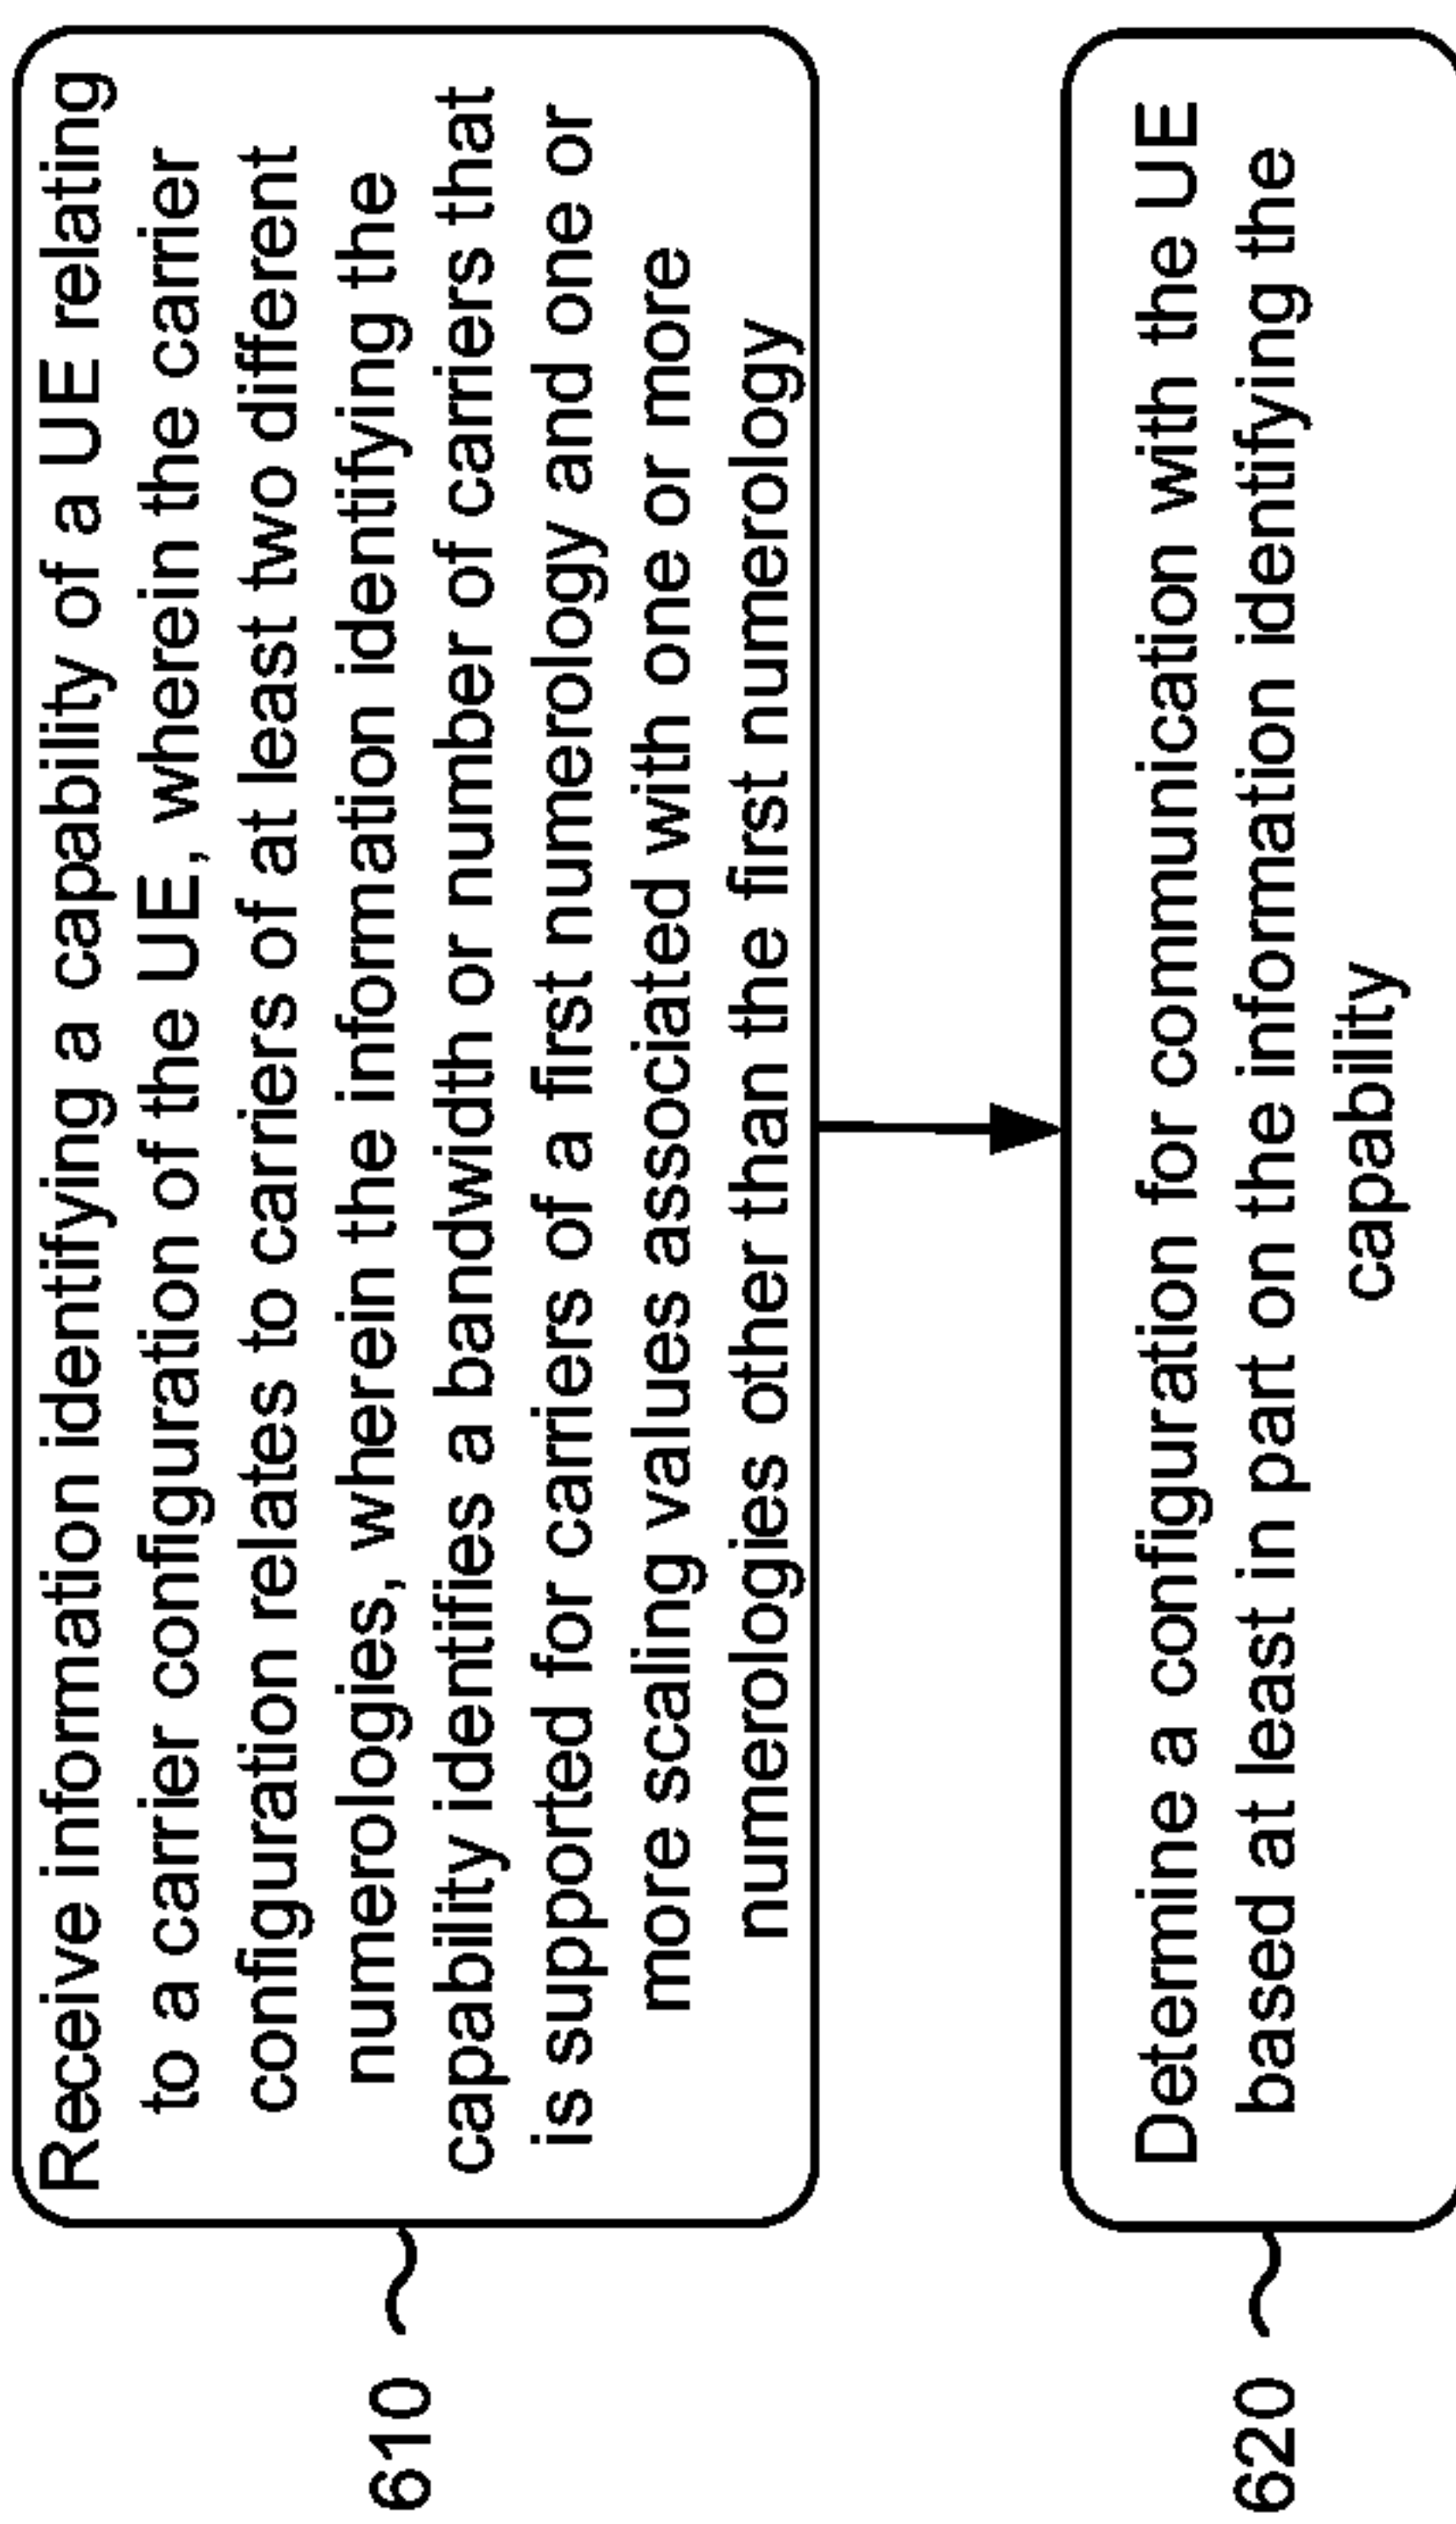 610
Receive information identifying a capability of a UE relating
to a carrier configuration of the UE, wherein the carrier
configuration relates to carriers of at least two different
numerologies, wherein the information identifying the
capability identifies a bandwidth or number of carriers that
is supported for carriers of a first numerology and one or
more scaling values associated with one or more
numerologies other than the first numerology
620
Determine a configuration for communication with the UE
based at least in part on the information identifying the
capability